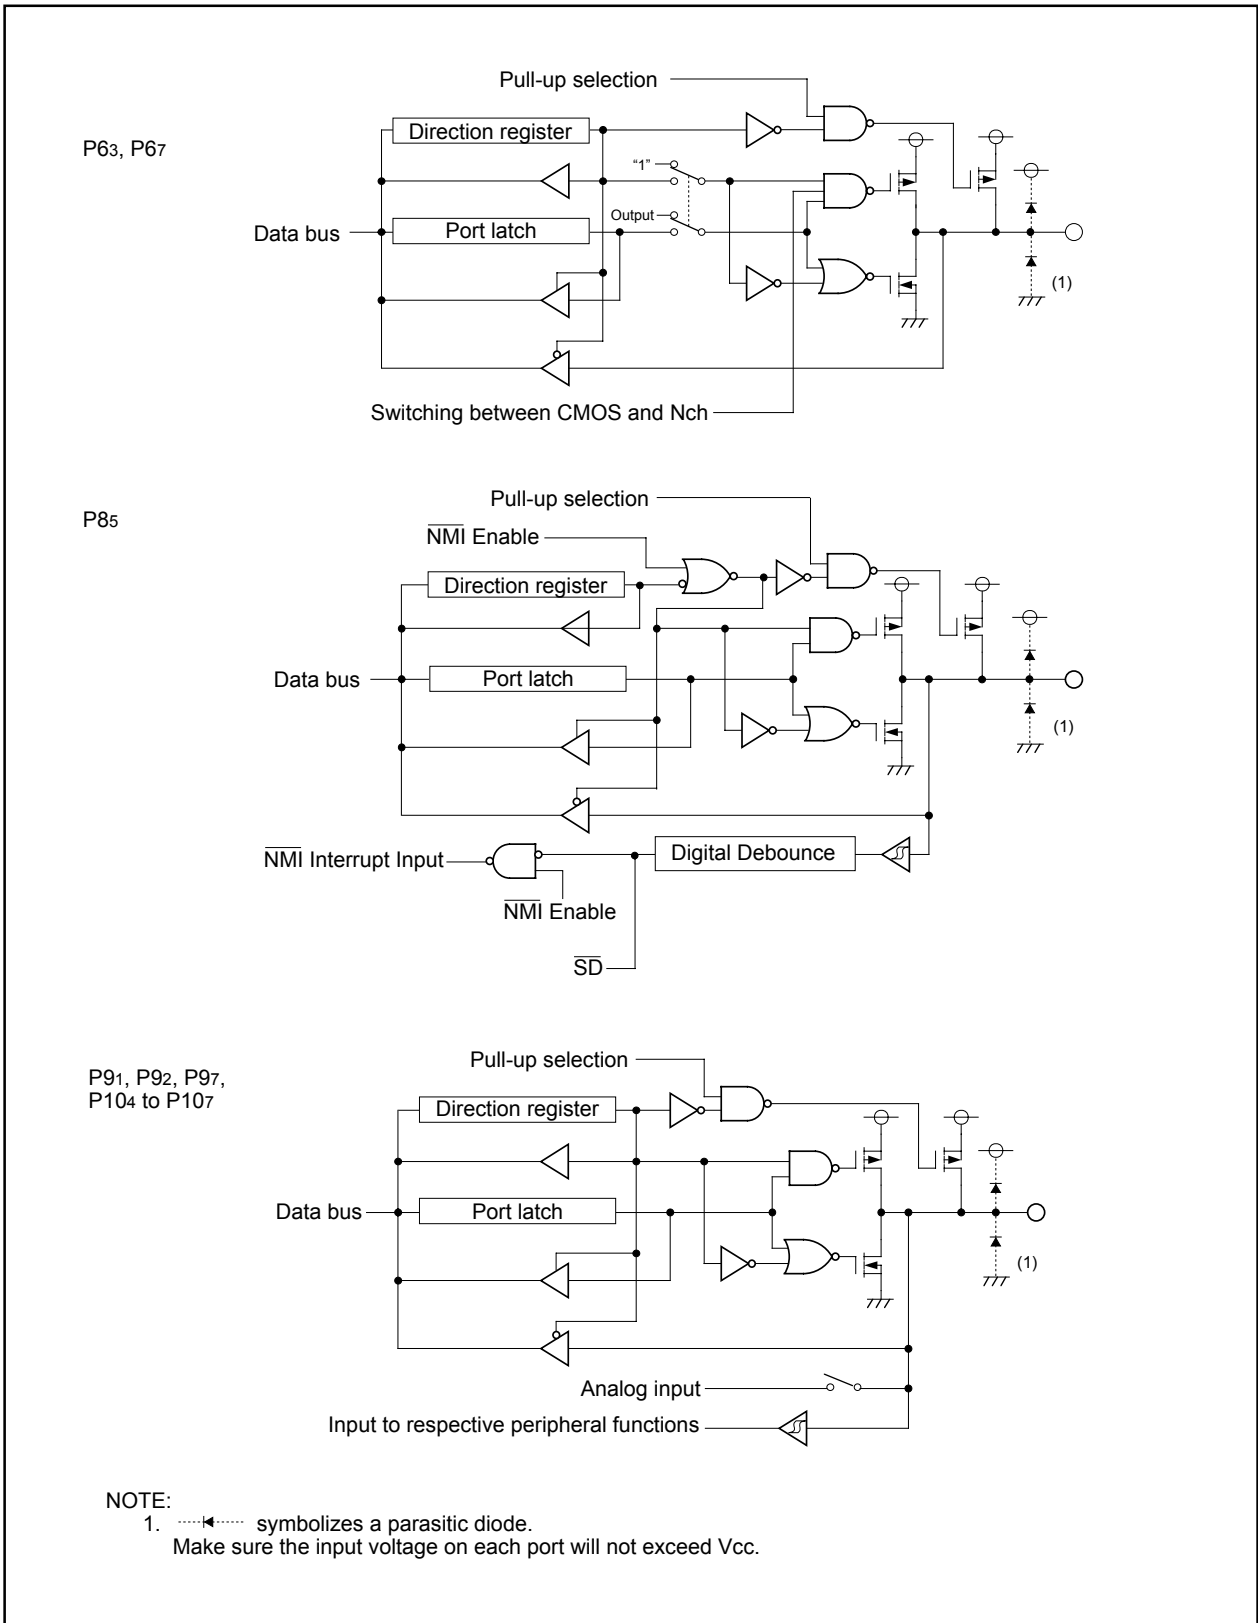 Pull-up selection
Direction register
P63, P67
"1"
Output
Data bus
Port latch
(1)
Switching between CMOS and Nch
Pull-up selection
P85
N̅M̅I̅ Enable
Direction register
Data bus
Port latch
(1)
N̅M̅I̅ Interrupt Input
Digital Debounce
N̅M̅I̅ Enable
S̅D̅
Pull-up selection
P91, P92, P97,
P104 to P107
Direction register
Data bus
Port latch
(1)
Analog input
Input to respective peripheral functions
NOTE:
1. symbolizes a parasitic diode.
Make sure the input voltage on each port will not exceed Vcc.